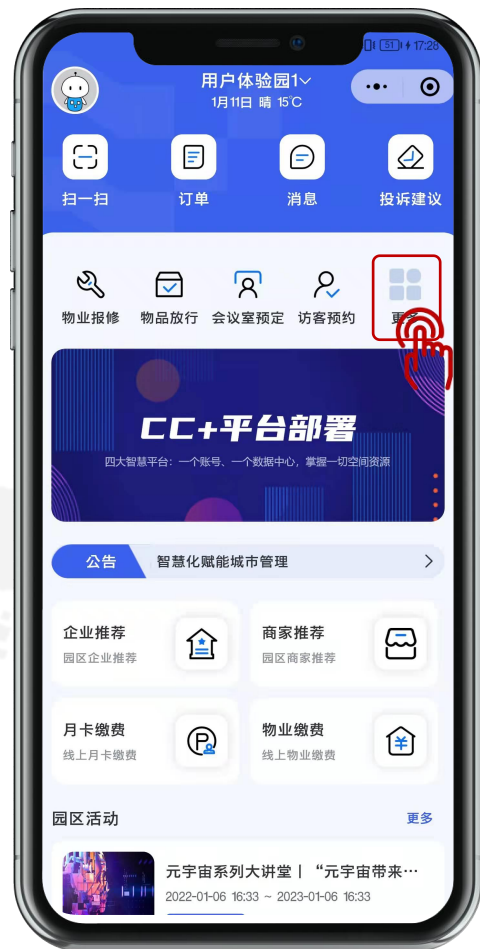 51 17:28
用户体验园1
1月11日 晴 15℃
扫一扫 订单 消息 投诉建议
物业报修 物品放行 会议室预定 访客预约 更多
CC+平台部署
四大智慧平台：一个账号、一个数据中心，掌握一切空间资源
公告 智慧化赋能城市管理
企业推荐 商家推荐
园区企业推荐 园区商家推荐
月卡缴费 物业缴费
线上月卡缴费 线上物业缴费
园区活动 更多
元宇宙系列大讲堂丨“元宇宙带来…
2022-01-06 16:33 ~ 2023-01-06 16:33